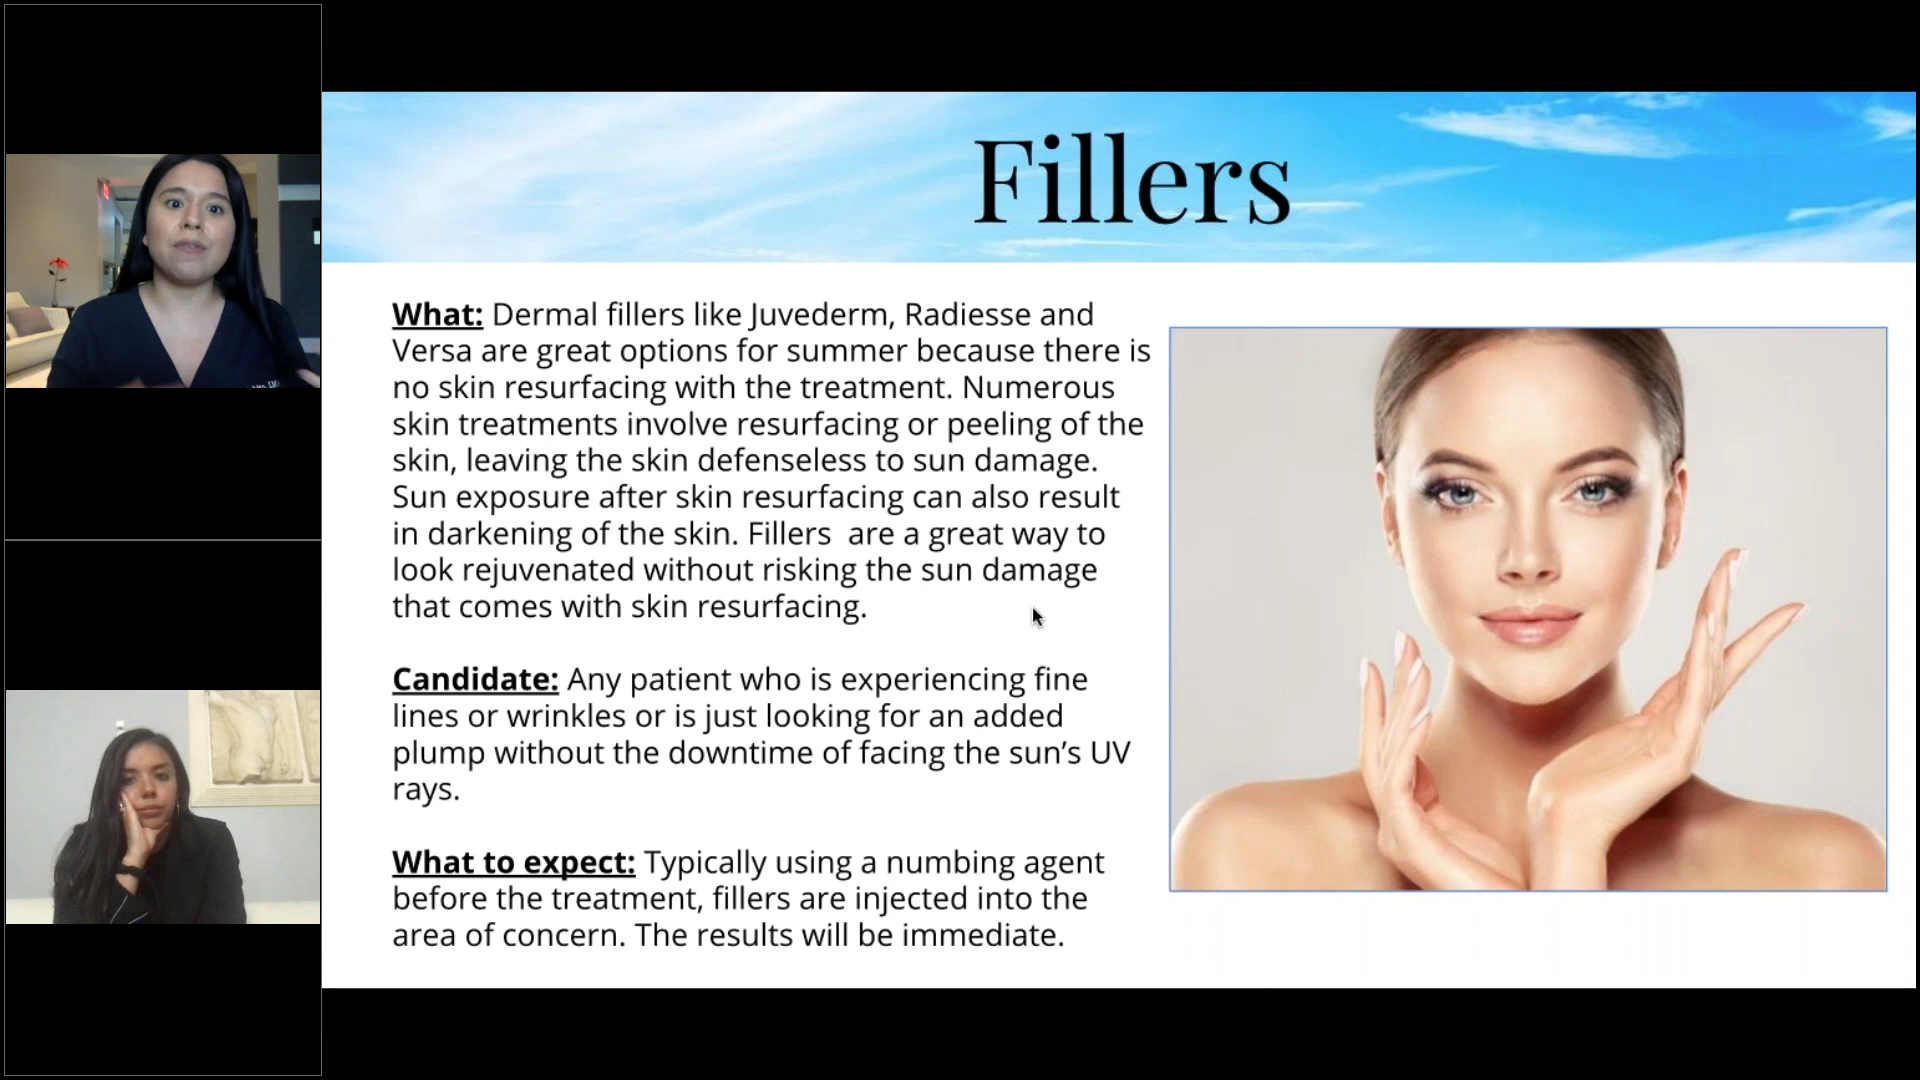 Fillers
What: Dermal fillers like Juvederm, Radiesse and
Versa are great options for summer because there is
no skin resurfacing with the treatment. Numerous
skin treatments involve resurfacing or peeling of the
skin, leaving the skin defenseless to sun damage.
Sun exposure after skin resurfacing can also result
in darkening of the skin. Fillers  are a great way to
look rejuvenated without risking the sun damage
that comes with skin resurfacing.
Candidate: Any patient who is experiencing fine
lines or wrinkles or is just looking for an added
plump without the downtime of facing the sun’s UV
rays.
What to expect: Typically using a numbing agent
before the treatment, fillers are injected into the
area of concern. The results will be immediate.